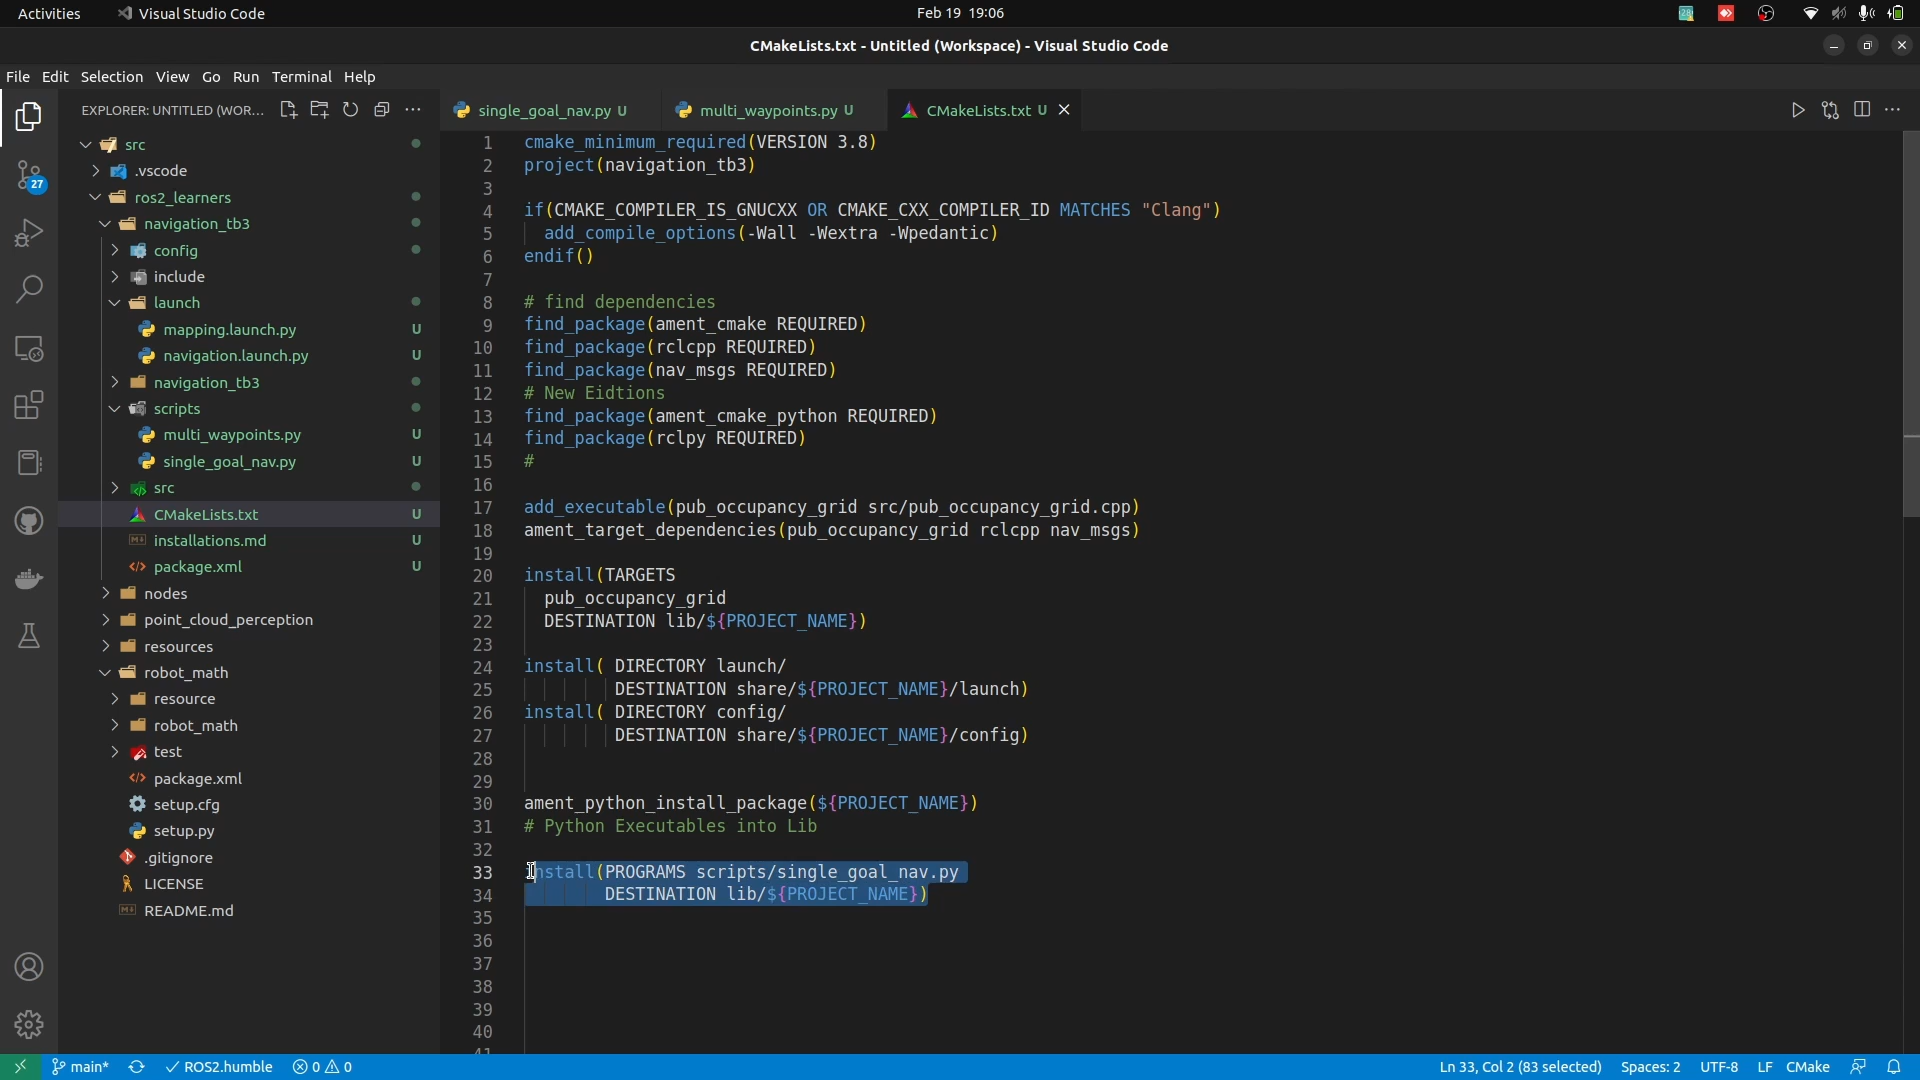 Activities
Visual Studio Code
Feb 19 19:06
CMakeLists.txt - Untitled (Workspace) - Visual Studio Code
File Edit Selection View Go Run Terminal Help
EXPLORER: UNTITLED (WOR...
27
src
.vscode
ros2_learners
navigation_tb3
config
include
launch
mapping.launch.py U
navigation.launch.py U
navigation_tb3
scripts
multi_waypoints.py U
single_goal_nav.py U
src
CMakeLists.txt U
installations.md U
package.xml U
nodes
point_cloud_perception
resources
robot_math
resource
robot_math
test
package.xml
setup.cfg
setup.py
.gitignore
LICENSE
README.md
single_goal_nav.py U
multi_waypoints.py U
CMakeLists.txt U
1 cmake_minimum_required(VERSION 3.8)
2 project(navigation_tb3)
3
4 if(CMAKE_COMPILER_IS_GNUCXX OR CMAKE_CXX_COMPILER_ID MATCHES "Clang")
5 add_compile_options(-Wall -Wextra -Wpedantic)
6 endif()
7
8 # find dependencies
9 find_package(ament_cmake REQUIRED)
10 find_package(rclcpp REQUIRED)
11 find_package(nav_msgs REQUIRED)
12 # New Eidtions
13 find_package(ament_cmake_python REQUIRED)
14 find_package(rclpy REQUIRED)
15 #
16
17 add_executable(pub_occupancy_grid src/pub_occupancy_grid.cpp)
18 ament_target_dependencies(pub_occupancy_grid rclcpp nav_msgs)
19
20 install(TARGETS
21 pub_occupancy_grid
22 DESTINATION lib/${PROJECT_NAME})
23
24 install( DIRECTORY launch/
25 DESTINATION share/${PROJECT_NAME}/launch)
26 install( DIRECTORY config/
27 DESTINATION share/${PROJECT_NAME}/config)
28
29
30 ament_python_install_package(${PROJECT_NAME})
31 # Python Executables into Lib
32
33 install(PROGRAMS scripts/single_goal_nav.py
34 DESTINATION lib/${PROJECT_NAME})
35
36
37
38
39
40
main* ROS2.humble 0 0
Ln 33, Col 2 (83 selected) Spaces: 2 UTF-8 LF CMake